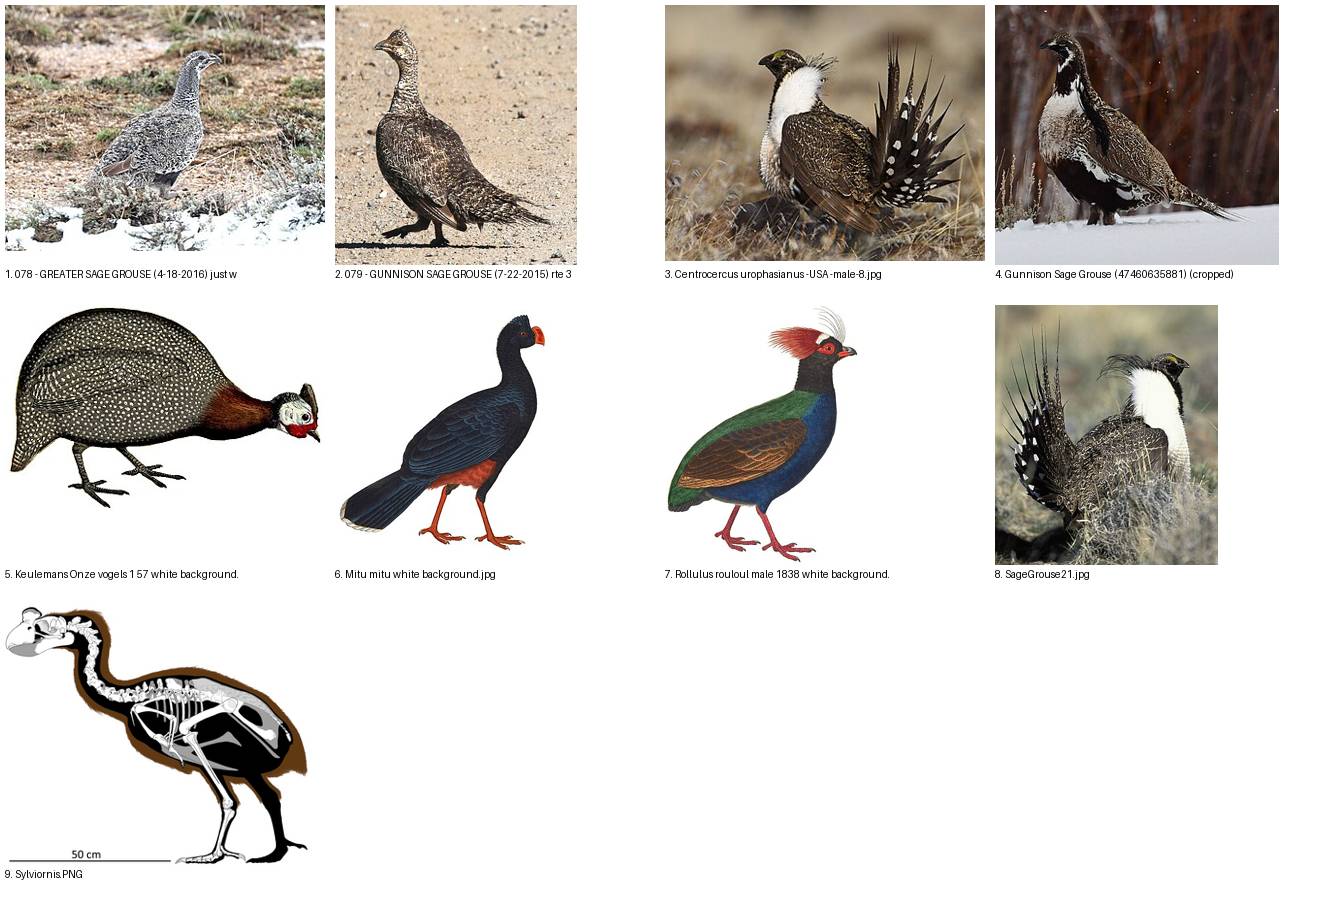 1. 078 - GREATER SAGE GROUSE (4-18-2016) just w
2. 079 - GUNNISON SAGE GROUSE (7-22-2015) rte 3
3. Centrocercus urophasianus -USA -male-8.jpg
4. Gunnison Sage Grouse (47460635881) (cropped)
5. Keulemans Onze vogels 1 57 white background.
6. Mitu mitu white background.jpg
7. Rollulus rouloul male 1838 white background.
8. SageGrouse21.jpg
50 cm
9. Sylviornis.PNG